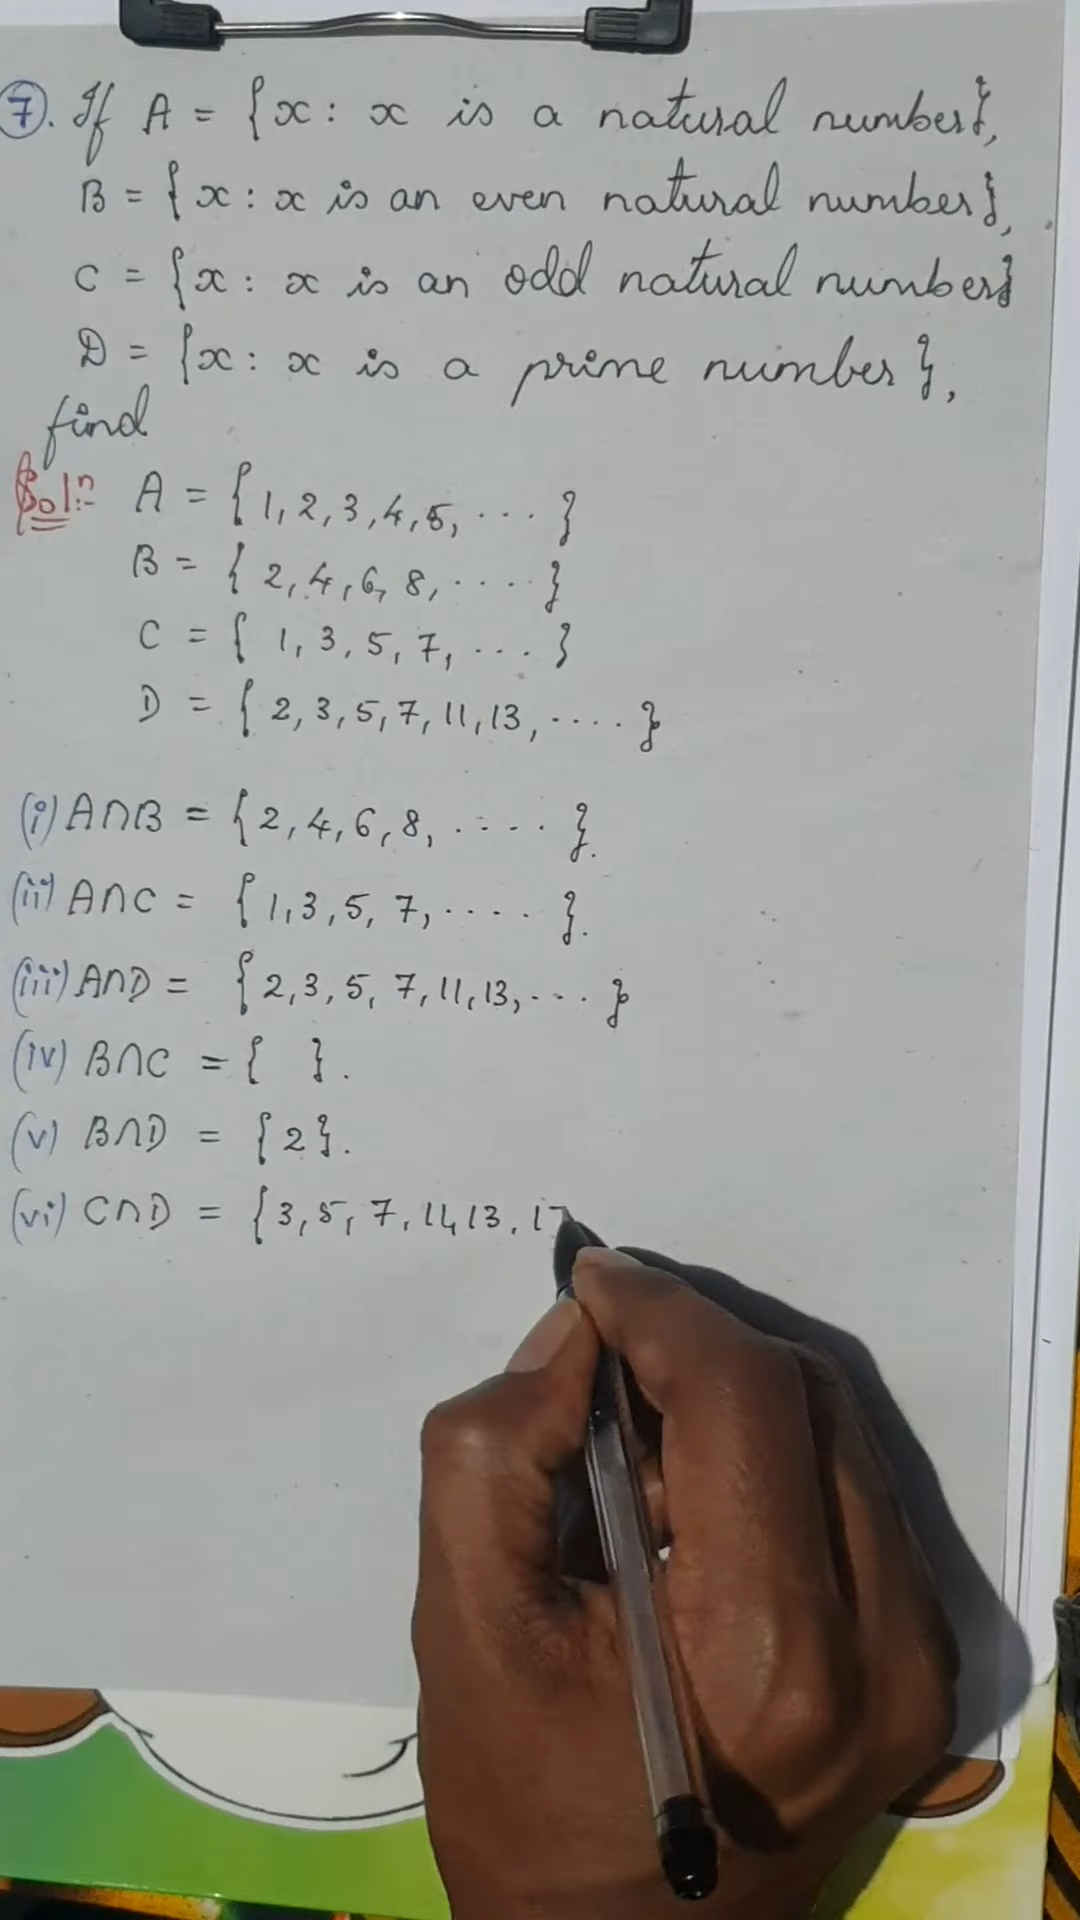 7. If A = {x : x is a natural number},
B = {x : x is an even natural number},
C = {x : x is an odd natural number}
D = {x : x is a prime number},
find
Sol:n A = {1, 2, 3, 4, 5, ... }
B = { 2, 4, 6, 8, .... }
C = { 1, 3, 5, 7, .... }
D = { 2, 3, 5, 7, 11, 13, .... }
(i) A∩B = {2, 4, 6, 8, ..... }.
(ii) A∩C = { 1, 3, 5, 7, ..... }.
(iii) A∩D = {2, 3, 5, 7, 11, 13, .... }
(iv) B∩C = { }.
(v) B∩D = {2}.
(vi) C∩D = {3, 5, 7, 11, 13, 17